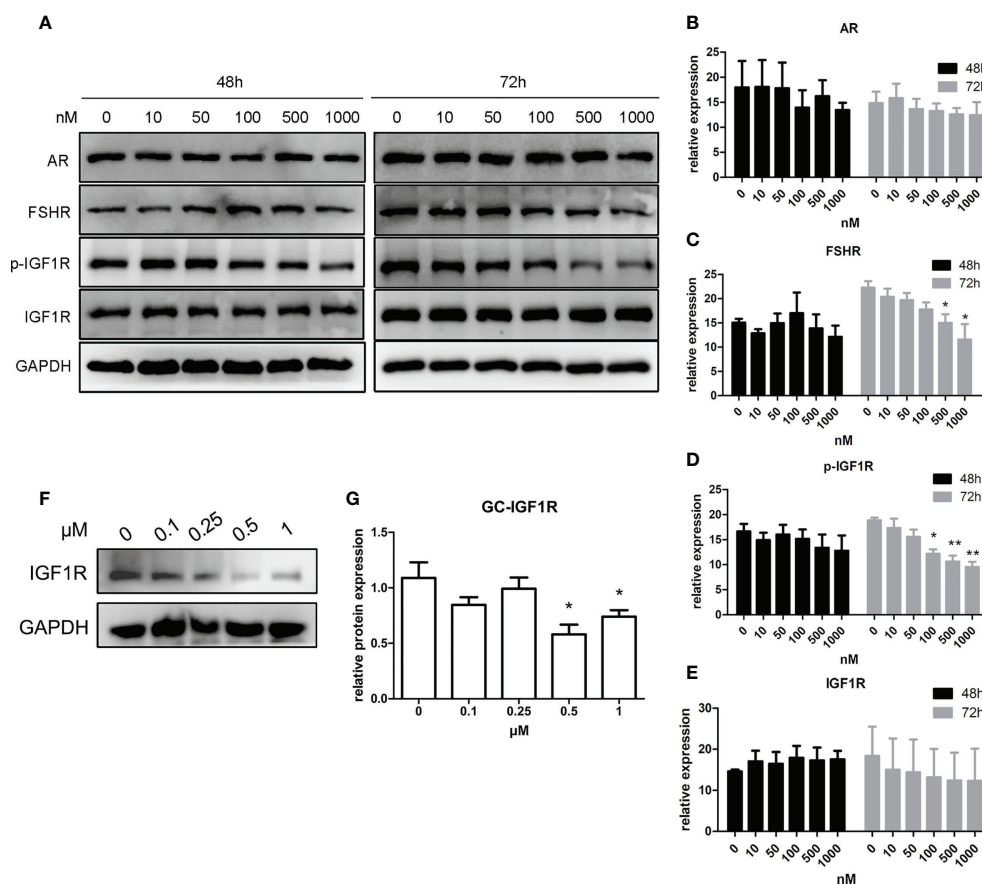 A
48h
72h
nM 0 10 50 100 500 1000 0 10 50 100 500 1000
AR
FSHR
p-IGF1R
IGF1R
GAPDH
B
AR
relative expression
25
20
15
10
5
0
48h
72h
0 10 50 100 500 1000 0 10 50 100 500 1000
nM
C
FSHR
relative expression
25
20
15
10
5
0
48h
72h
* *
0 10 50 100 500 1000 0 10 50 100 500 1000
nM
D
p-IGF1R
relative expression
25
20
15
10
5
0
48h
72h
* ** **
0 10 50 100 500 1000 0 10 50 100 500 1000
nM
E
IGF1R
relative expression
30
20
10
0
48h
72h
0 10 50 100 500 1000 0 10 50 100 500 1000
nM
F
µM 0 0.1 0.25 0.5 1
IGF1R
GAPDH
G
GC-IGF1R
relative protein expression
1.5
1.0
0.5
0.0
* *
0 0.1 0.25 0.5 1
µM